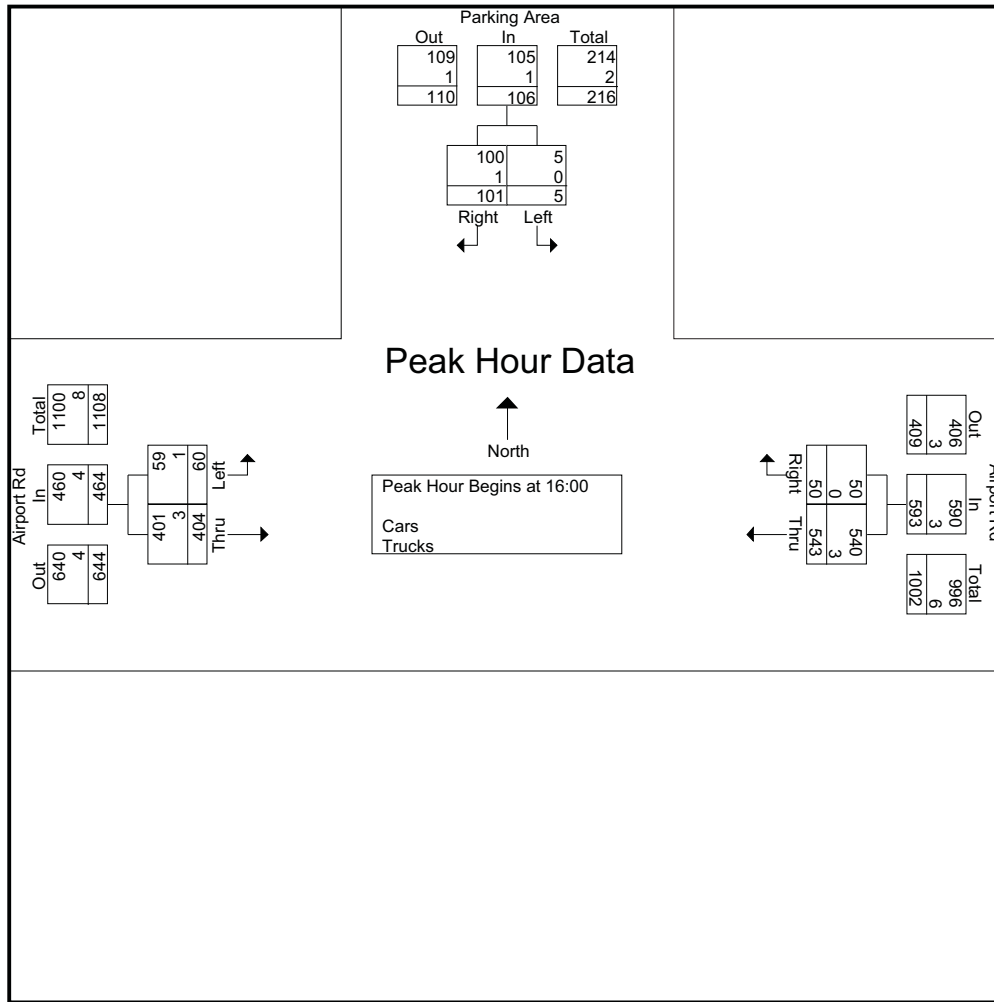 Parking Area
Out In Total
109 105 214
1 1 2
110 106 216
100 5
1 0
101 5
Right Left
Peak Hour Data
North
Peak Hour Begins at 16:00
Cars
Trucks
Airport Rd
Out In Total
640 460 1100
4 4 8
644 464 1108
401 59
3 1
404 60
Thru Left
Out In Total
406 590 996
3 3 6
409 593 1002
50 540
0 3
50 543
Right Thru